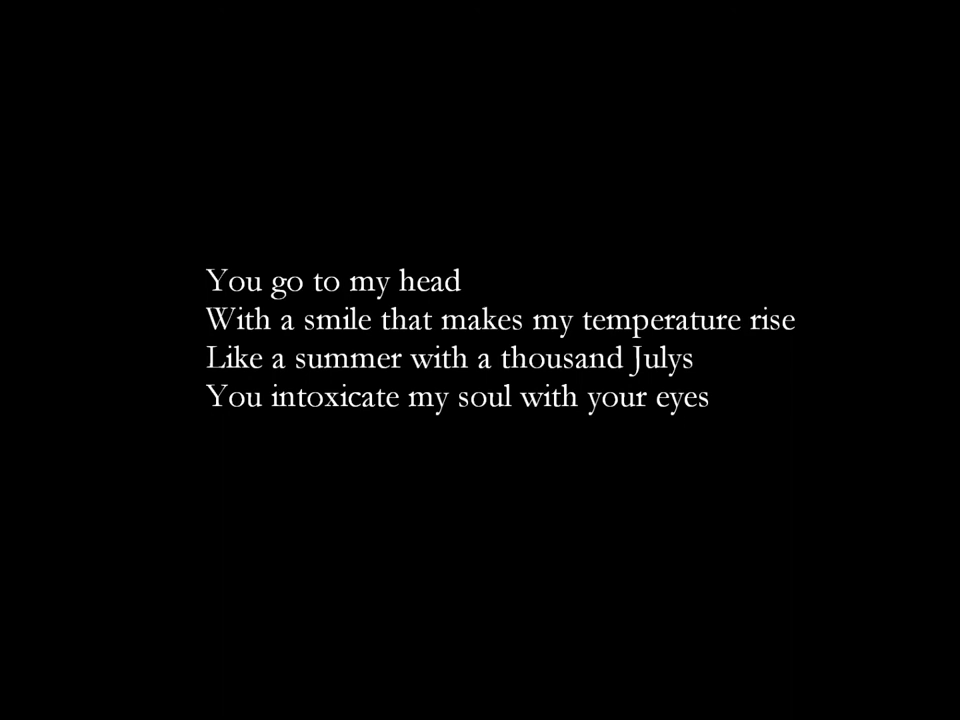 You go to my head
With a smile that makes my temperature rise
Like a summer with a thousand Julys
You intoxicate my soul with your eyes